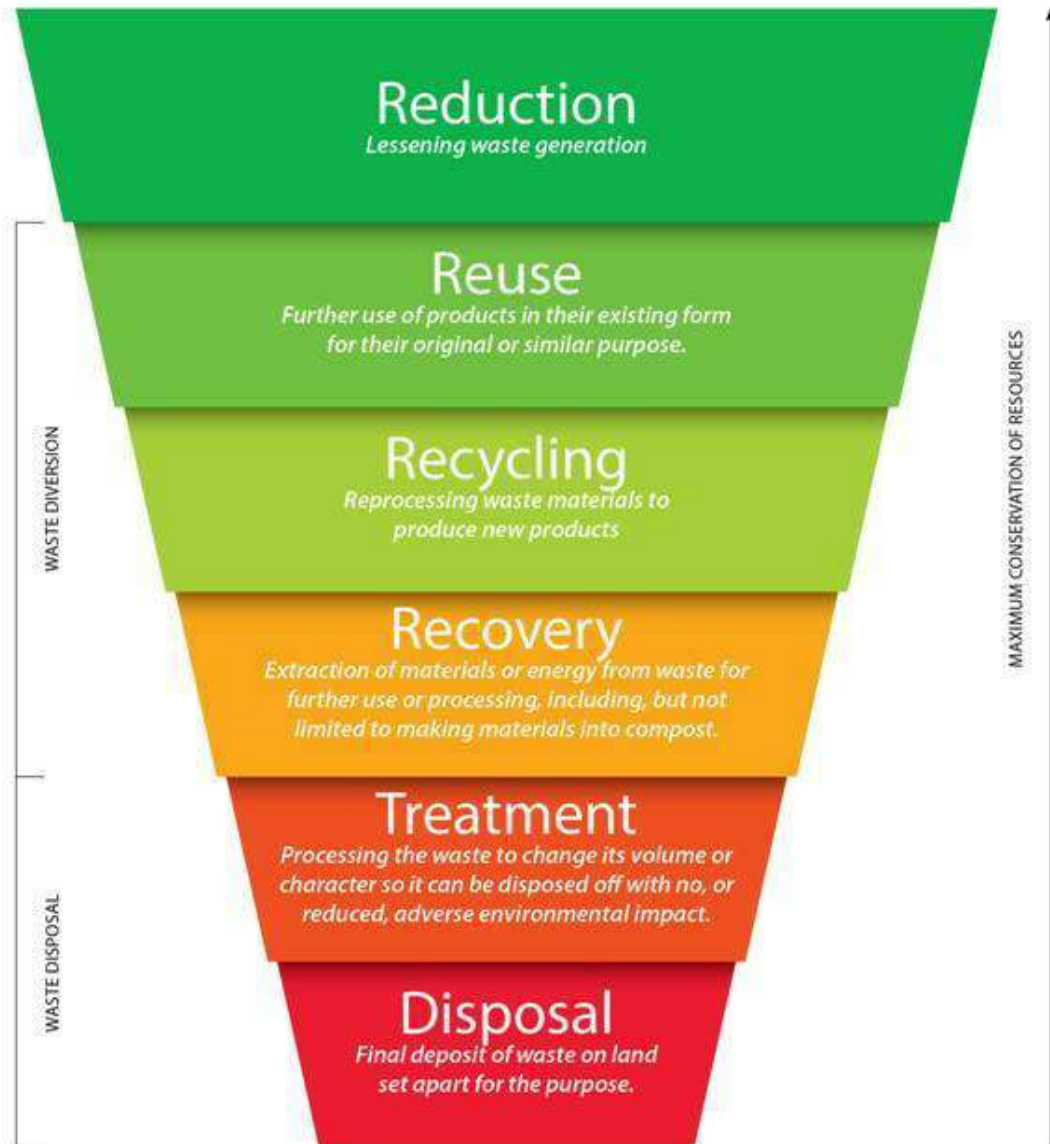 Reduction
Lessening waste generation
Reuse
Further use of products in their existing form
for their original or similar purpose.
Recycling
Reprocessing waste materials to
produce new products
Recovery
Extraction of materials or energy from waste for
further use or processing, including, but not
limited to making materials into compost.
Treatment
Processing the waste to change its volume or
character so it can be disposed off with no, or
reduced, adverse environmental impact.
Disposal
Final deposit of waste on land
set apart for the purpose.
WASTE DIVERSION
WASTE DISPOSAL
MAXIMUM CONSERVATION OF RESOURCES